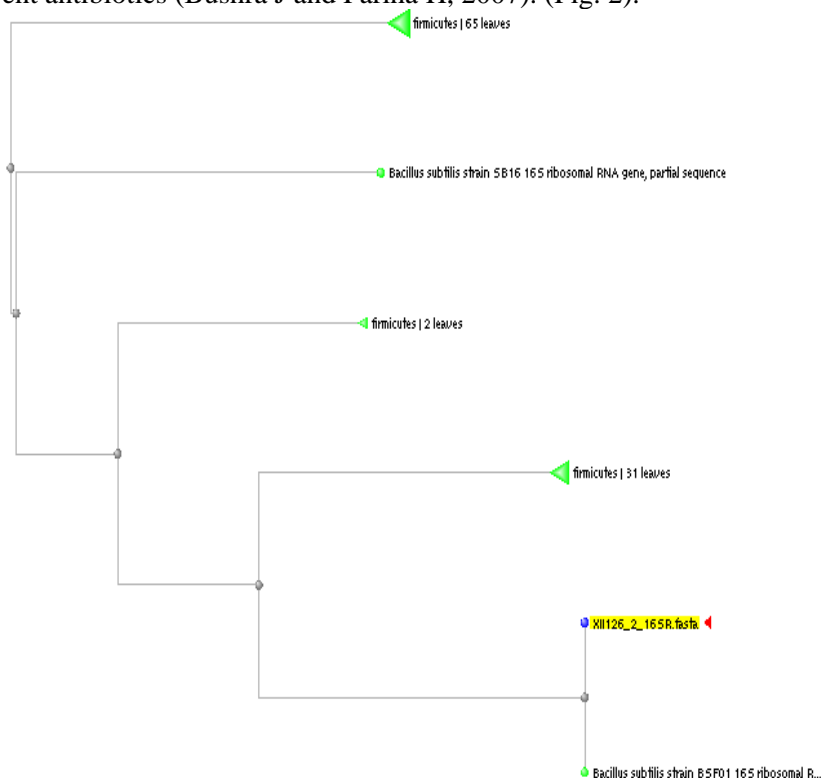 ent antibiotics (Bushra J and Farina H, 2007). (Fig. 2).
firmicutes | 65 leaves
Bacillus subtilis strain SB16 16S ribosomal RNA gene, partial sequence
firmicutes | 2 leaves
firmicutes | 31 leaves
XII126_2_16SR.fasta
Bacillus subtilis strain BSF01 16S ribosomal R...